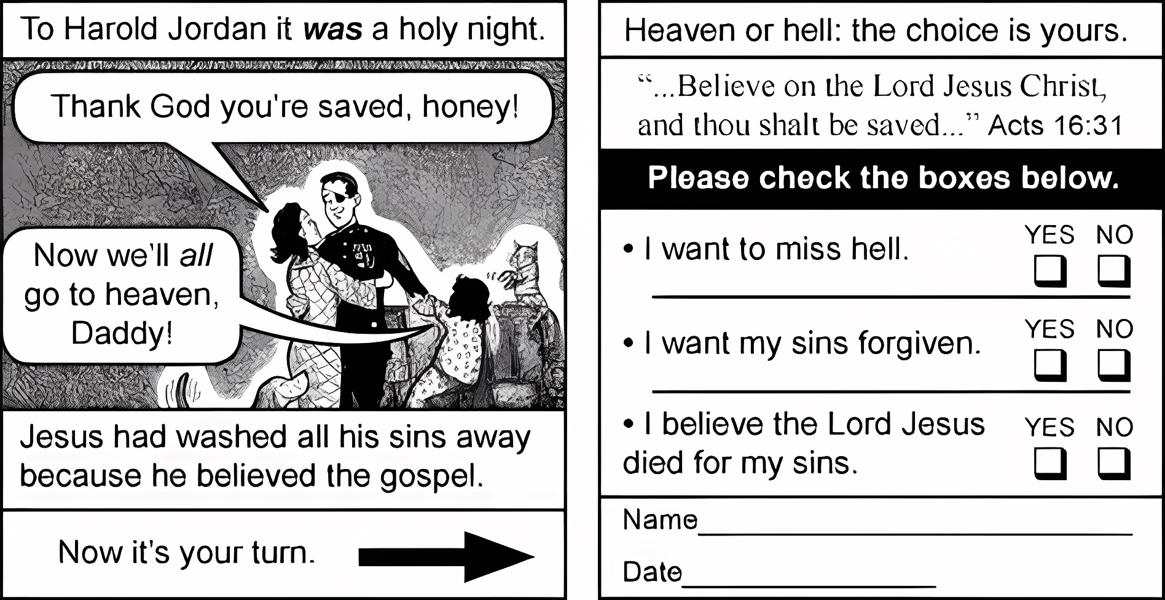 To Harold Jordan it was a holy night.
Thank God you're saved, honey!
Now we'll all
go to heaven,
Daddy!
Jesus had washed all his sins away
because he believed the gospel.
Now it's your turn.
Heaven or hell: the choice is yours.
“...Believe on the Lord Jesus Christ,
and thou shalt be saved...” Acts 16:31
Please check the boxes below.
• I want to miss hell. YES NO
• I want my sins forgiven. YES NO
• I believe the Lord Jesus YES NO
died for my sins.
Name
Date